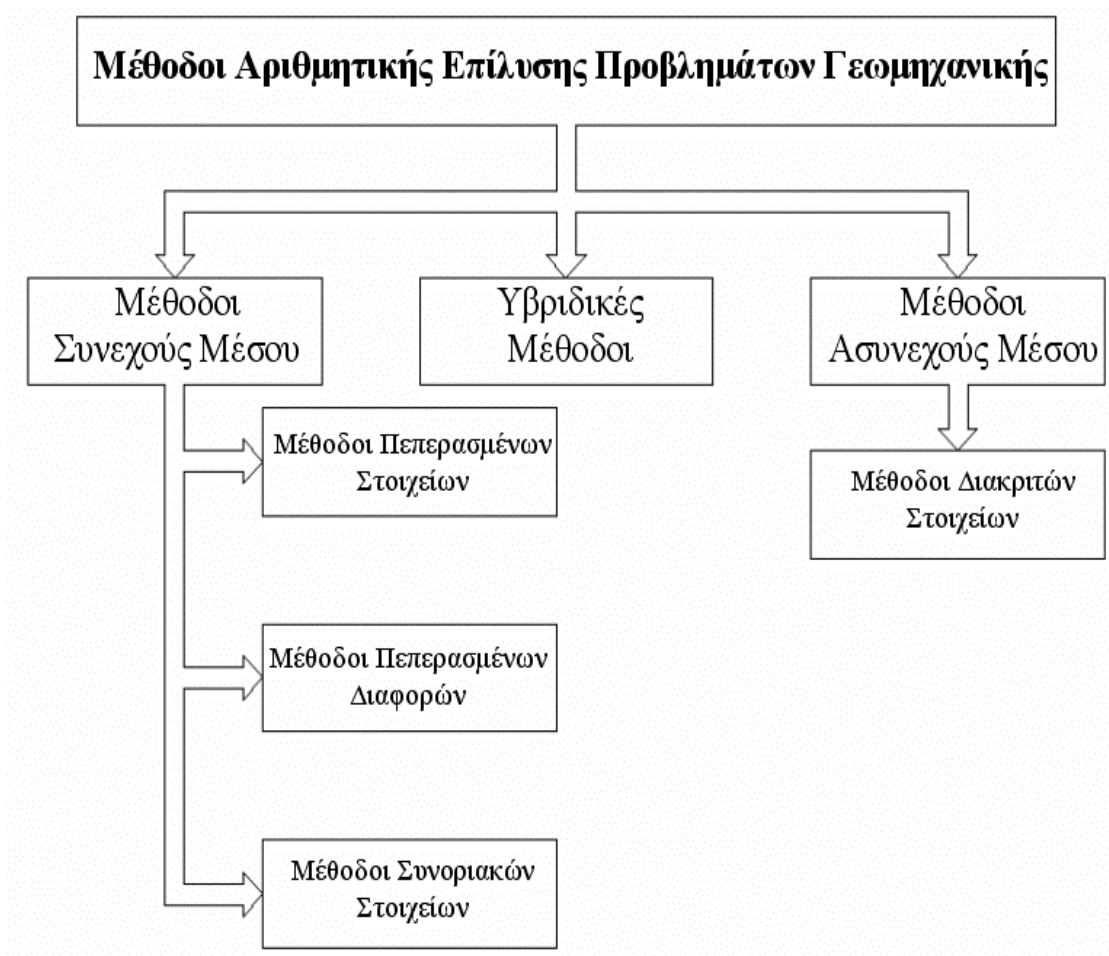 Μέθοδοι Αριθμητικής Επίλυσης Προβλημάτων Γεωμηχανικής
Μέθοδοι
Συνεχούς Μέσου
Υβριδικές
Μέθοδοι
Μέθοδοι
Ασυνεχούς Μέσου
Μέθοδοι Πεπερασμένων
Στοιχείων
Μέθοδοι Διακριτών
Στοιχείων
Μέθοδοι Πεπερασμένων
Διαφορών
Μέθοδοι Συνοριακών
Στοιχείων